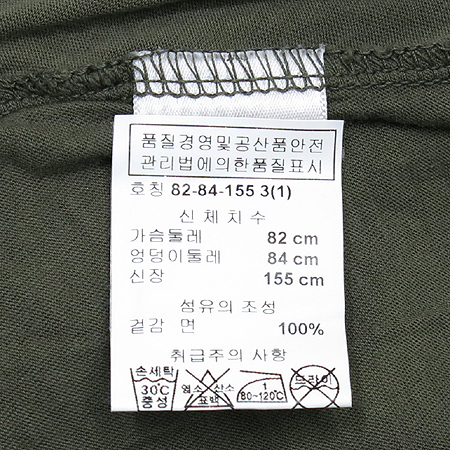 품질경영및공산품안전
관리법에의한품질표시
호칭 82-84-155 3(1)
신 체 치 수
가슴둘레 82 cm
엉덩이둘레 84 cm
신장 155 cm
섬유의 조성
겉감 면 100%
취급주의 사항
손세탁
30℃
중성
염소 산소
표백
1
80~120℃
드라이